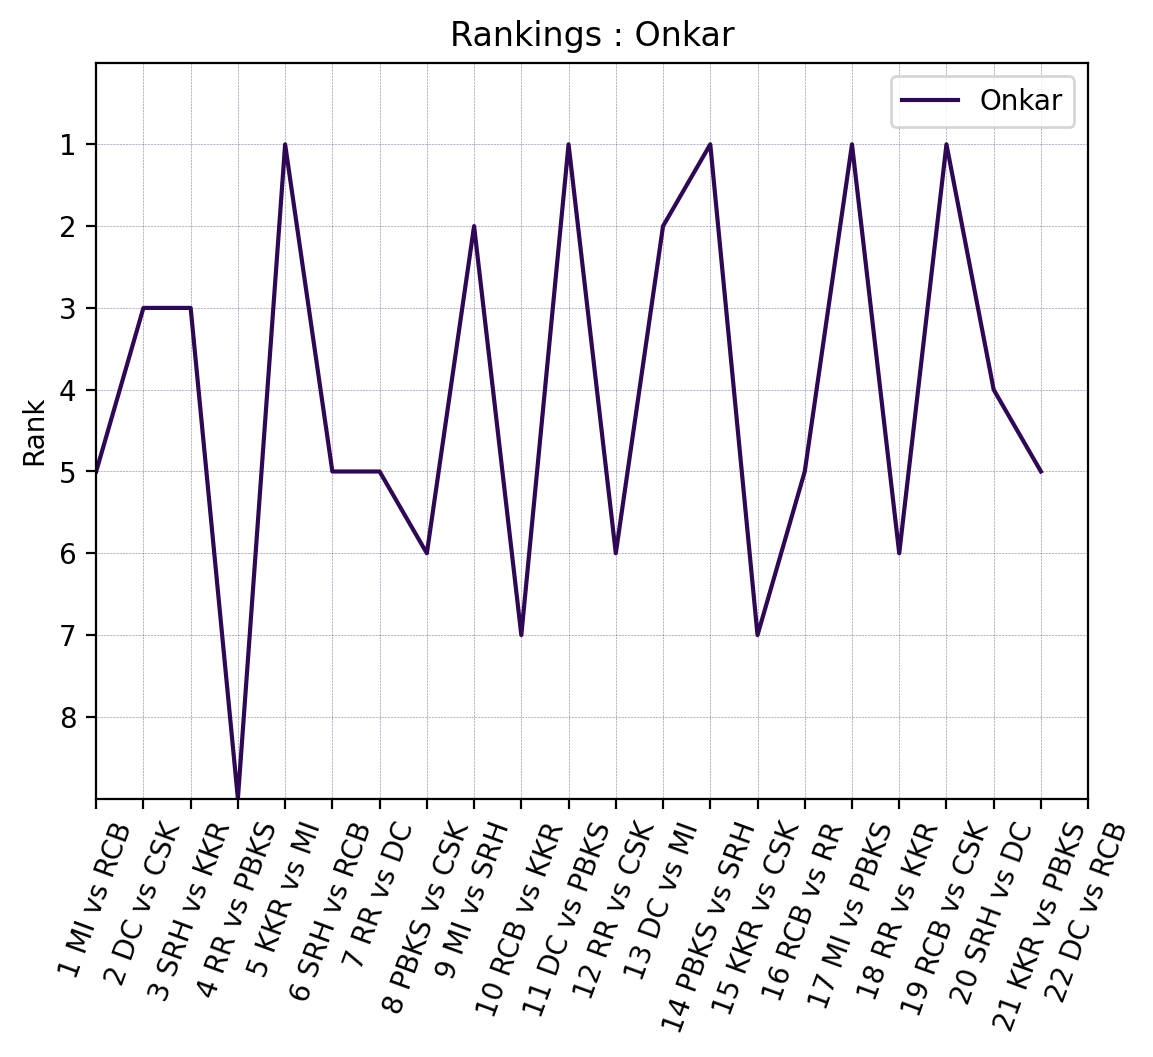 Rankings : Onkar
Onkar
Rank
1
2
3
4
5
6
7
8
1 MI vs RCB
2 DC vs CSK
3 SRH vs KKR
4 RR vs PBKS
5 KKR vs MI
6 SRH vs RCB
7 RR vs DC
8 PBKS vs CSK
9 MI vs SRH
10 RCB vs KKR
11 DC vs PBKS
12 RR vs CSK
13 DC vs MI
14 PBKS vs SRH
15 KKR vs CSK
16 RCB vs RR
17 MI vs PBKS
18 RR vs KKR
19 RCB vs CSK
20 SRH vs DC
21 KKR vs PBKS
22 DC vs RCB